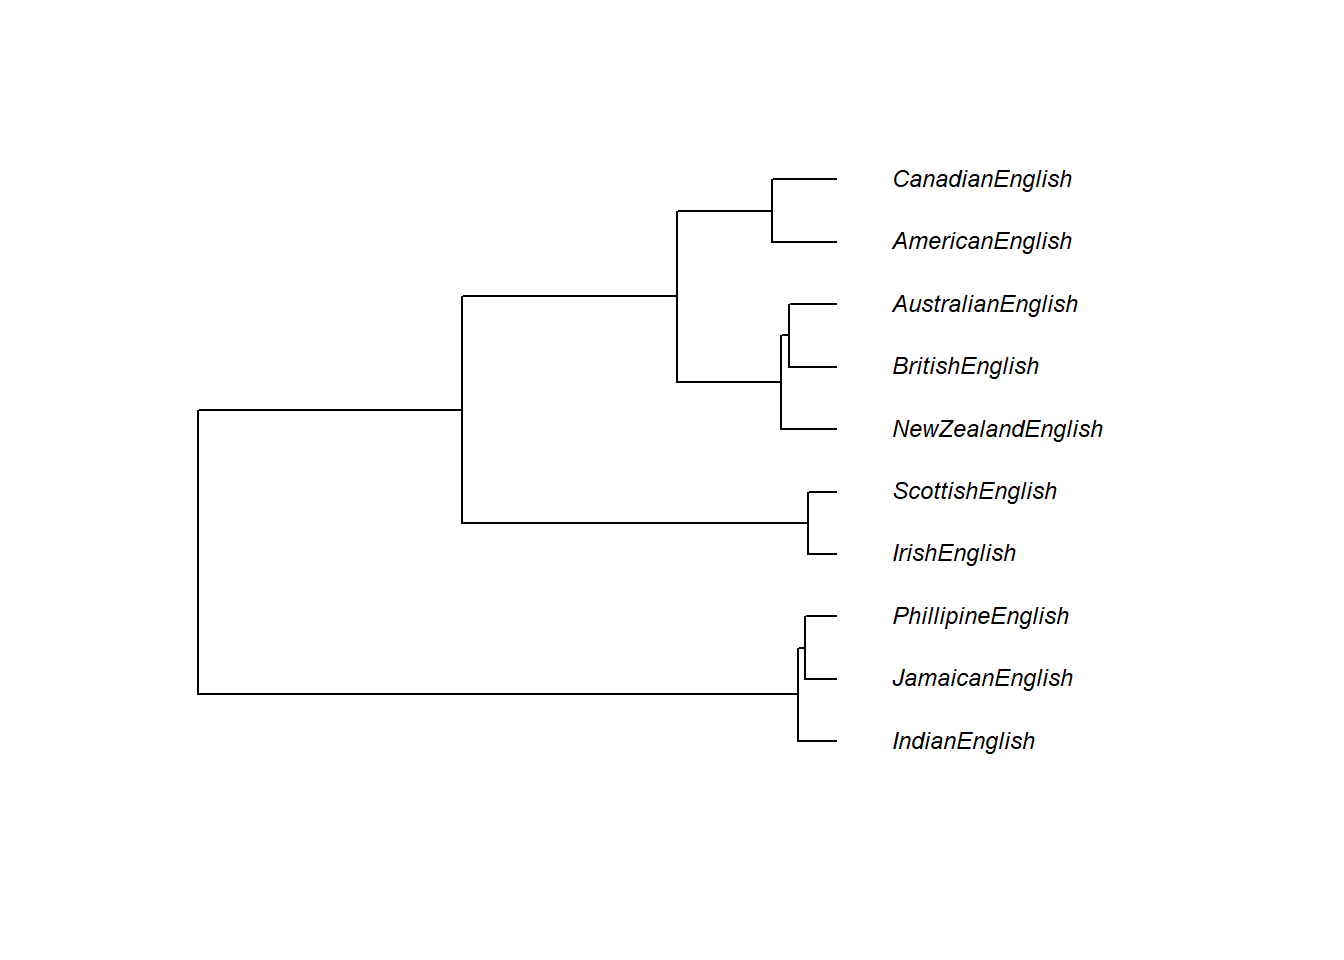 CanadianEnglish
AmericanEnglish
AustralianEnglish
BritishEnglish
NewZealandEnglish
ScottishEnglish
IrishEnglish
PhillipineEnglish
JamaicanEnglish
IndianEnglish